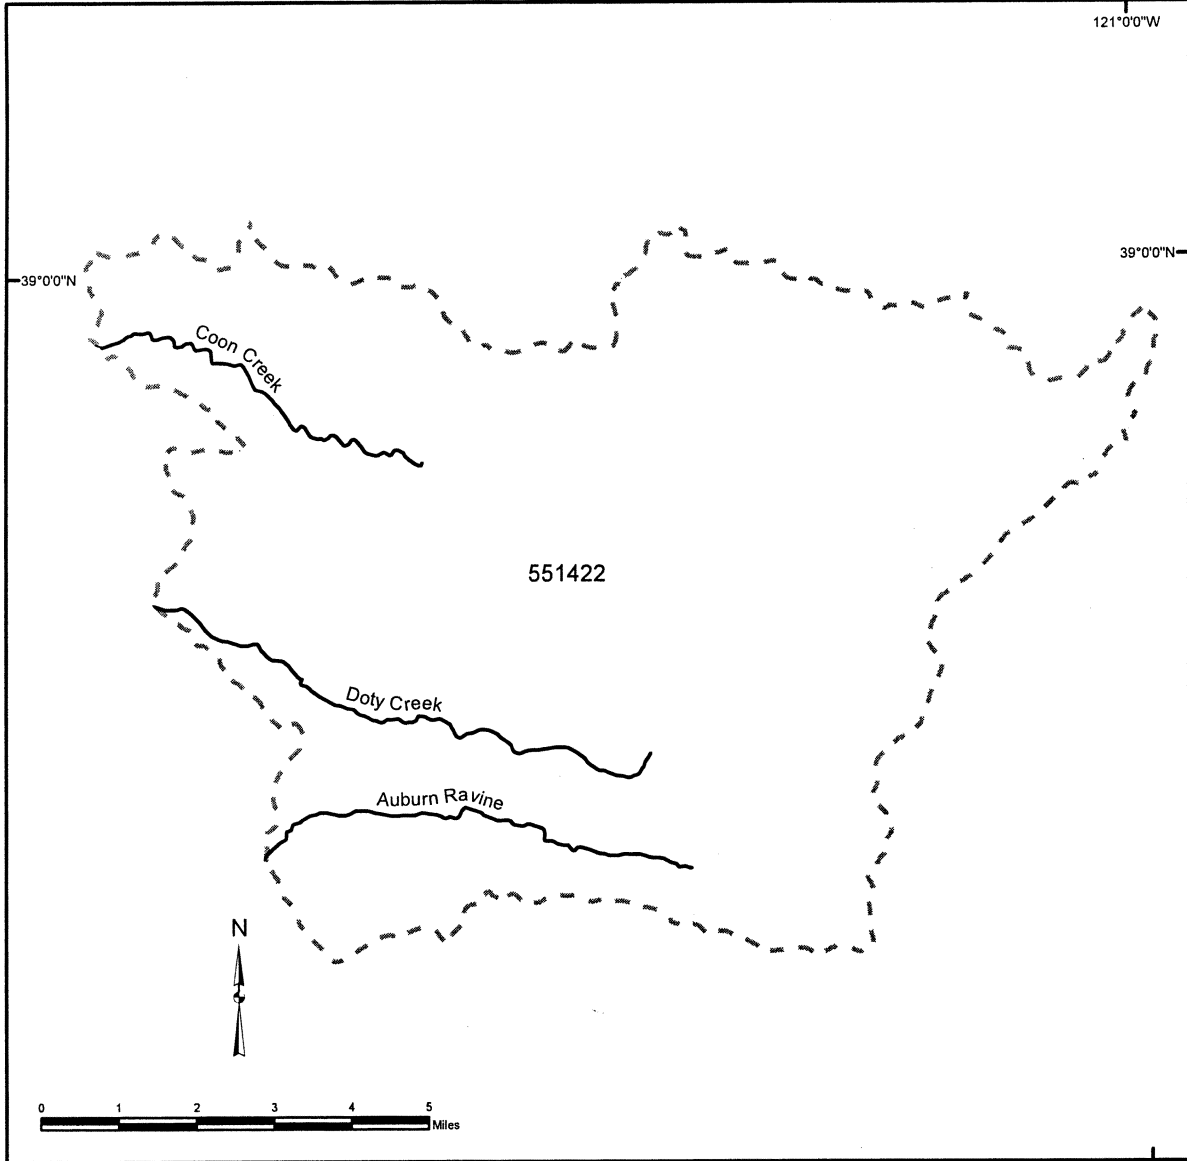 121°0'0"W
39°0'0"N
39°0'0"N
Coon Creek
551422
Doty Creek
Auburn Ravine
N
0 1 2 3 4 5
Miles